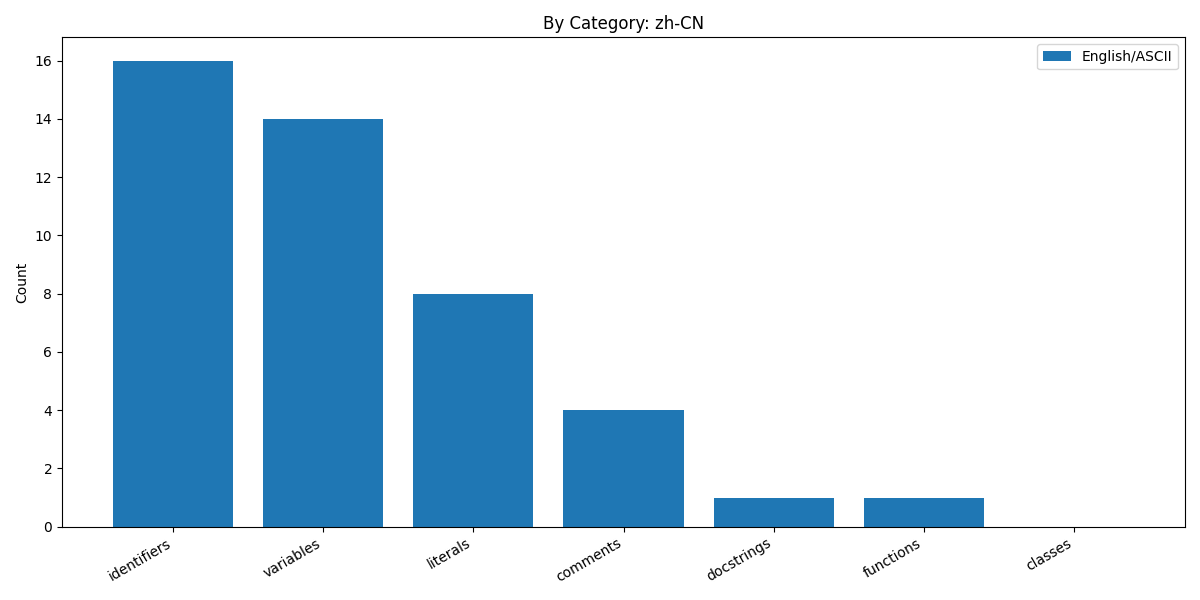 By Category: zh-CN
English/ASCII
Count
16
14
12
10
8
6
4
2
0
identifiers
variables
literals
comments
docstrings
functions
classes